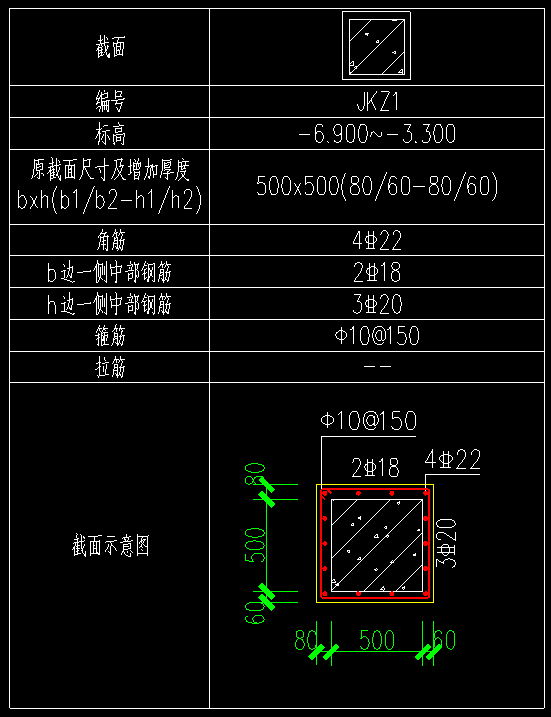 截面
编号
JKZ1
标高
-6.900~-3.300
原截面尺寸及增加厚度
bxh(b1/b2-h1/h2)
500x500(80/60-80/60)
角筋
4Φ22
b边一侧中部钢筋
2Φ18
h边一侧中部钢筋
3Φ20
箍筋
Φ10@150
拉筋
--
截面示意图
Φ10@150
2Φ18
4Φ22
80
500
60
3Φ20
80
500
60